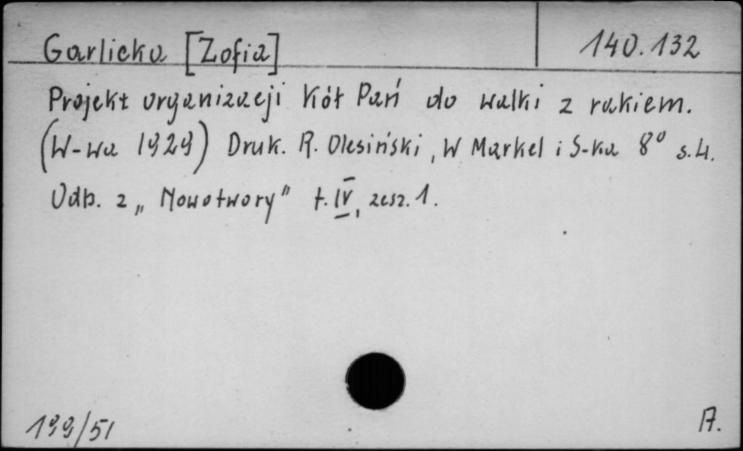 Garlicka [Zofia] 140.132
Projekt organizacji Kół Pań do walki z rakiem.
(W-wa 1929) Druk. R. Olesiński, W Markel i S-ka 8° s.4.
Odb. z „Nowotwory" t. IV, zesz. 1.
199/51 A.